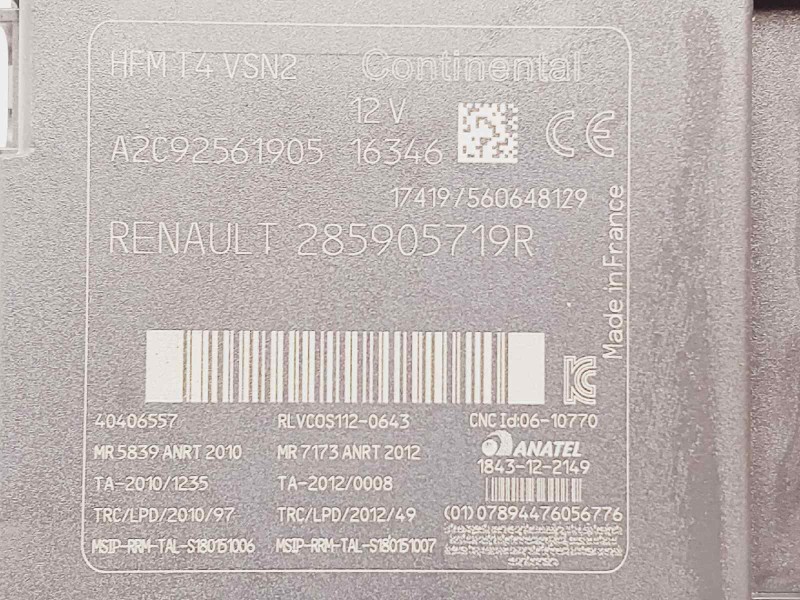 HFM T4 VSN2 Continental
12 V
A2C92561905 16346
CE
17419/560648129
RENAULT 285905719R
Made in France
40406557 RLVCOS112-0643 CNC Id:06-10770
MR 5839 ANRT 2010 MR 7173 ANRT 2012 ANATEL
1843-12-2149
TA-2010/1235 TA-2012/0008
TRC/LPD/2010/97 TRC/LPD/2012/49 (01)07894476056776
MSIP-RRM-TAL-S180151006 MSIP-RRM-TAL-S180151007